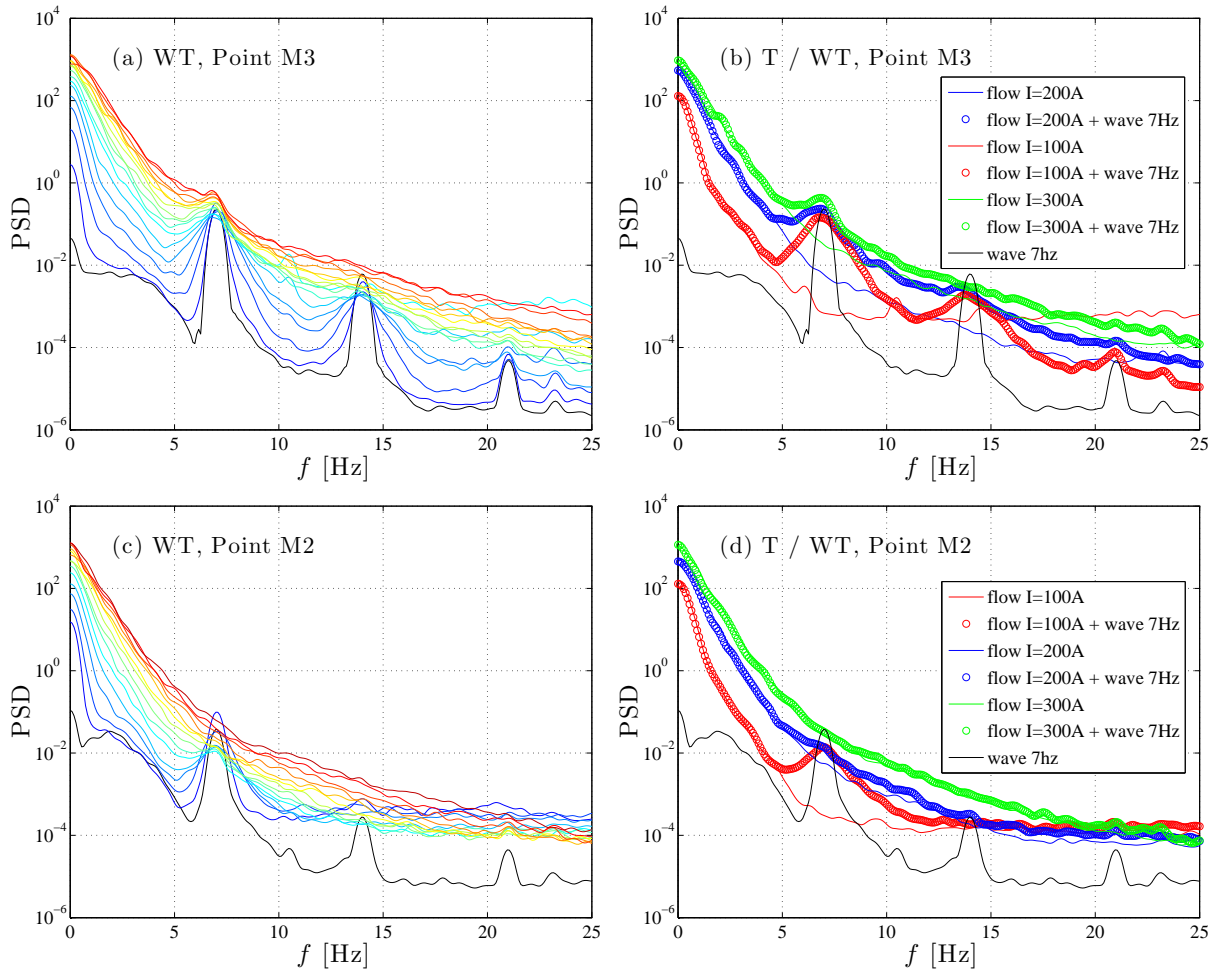 (a) WT, Point M3
PSD
10^4
10^2
10^0
10^-2
10^-4
10^-6
0 5 10 15 20 25
f [Hz]
(b) T / WT, Point M3
PSD
10^4
10^2
10^0
10^-2
10^-4
10^-6
flow I=200A
flow I=200A + wave 7Hz
flow I=100A
flow I=100A + wave 7Hz
flow I=300A
flow I=300A + wave 7Hz
wave 7hz
0 5 10 15 20 25
f [Hz]
(c) WT, Point M2
PSD
10^4
10^2
10^0
10^-2
10^-4
10^-6
0 5 10 15 20 25
f [Hz]
(d) T / WT, Point M2
PSD
10^4
10^2
10^0
10^-2
10^-4
10^-6
flow I=100A
flow I=100A + wave 7Hz
flow I=200A
flow I=200A + wave 7Hz
flow I=300A
flow I=300A + wave 7Hz
wave 7hz
0 5 10 15 20 25
f [Hz]